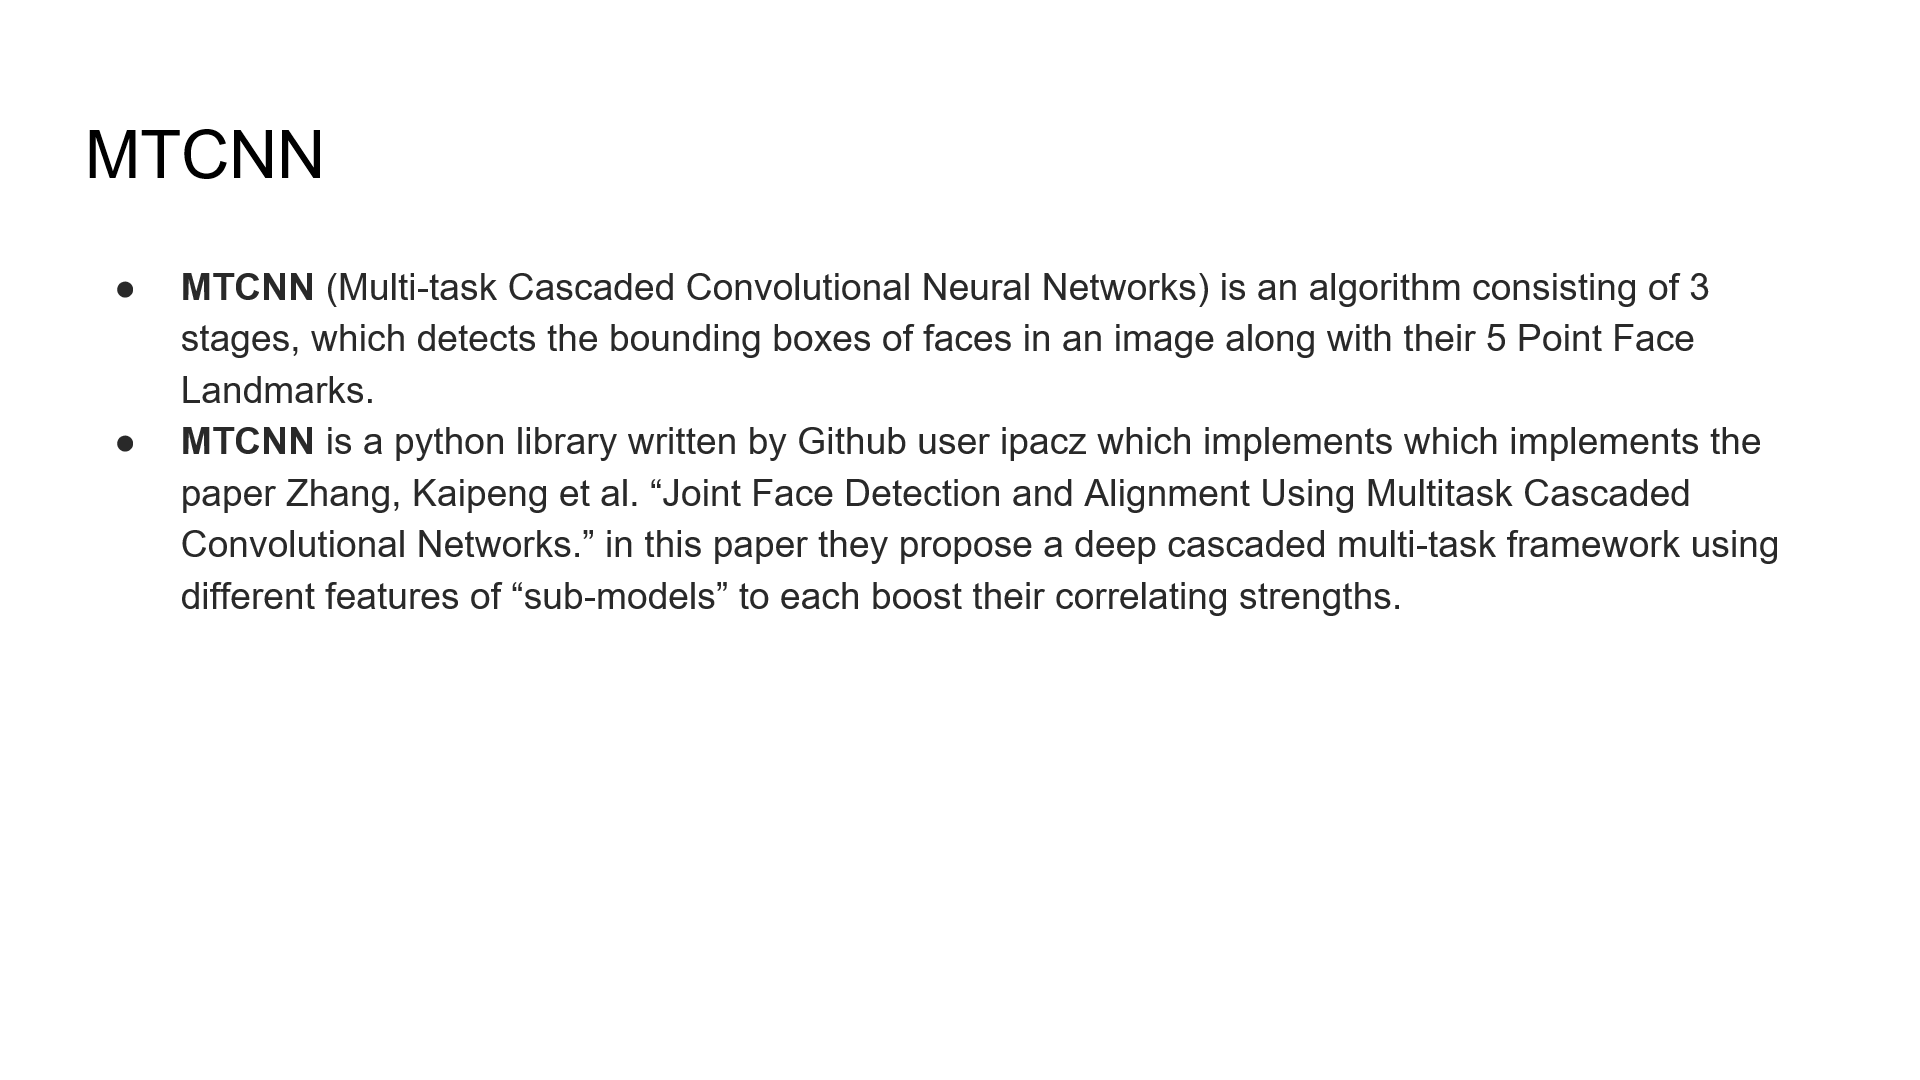 MTCNN
● MTCNN (Multi-task Cascaded Convolutional Neural Networks) is an algorithm consisting of 3
stages, which detects the bounding boxes of faces in an image along with their 5 Point Face
Landmarks.
● MTCNN is a python library written by Github user ipacz which implements which implements the
paper Zhang, Kaipeng et al. “Joint Face Detection and Alignment Using Multitask Cascaded
Convolutional Networks.” in this paper they propose a deep cascaded multi-task framework using
different features of “sub-models” to each boost their correlating strengths.